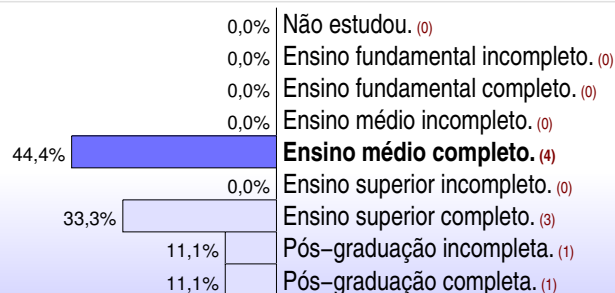 0,0% Não estudou. (0)
0,0% Ensino fundamental incompleto. (0)
0,0% Ensino fundamental completo. (0)
0,0% Ensino médio incompleto. (0)
44,4% Ensino médio completo. (4)
0,0% Ensino superior incompleto. (0)
33,3% Ensino superior completo. (3)
11,1% Pós−graduação incompleta. (1)
11,1% Pós−graduação completa. (1)